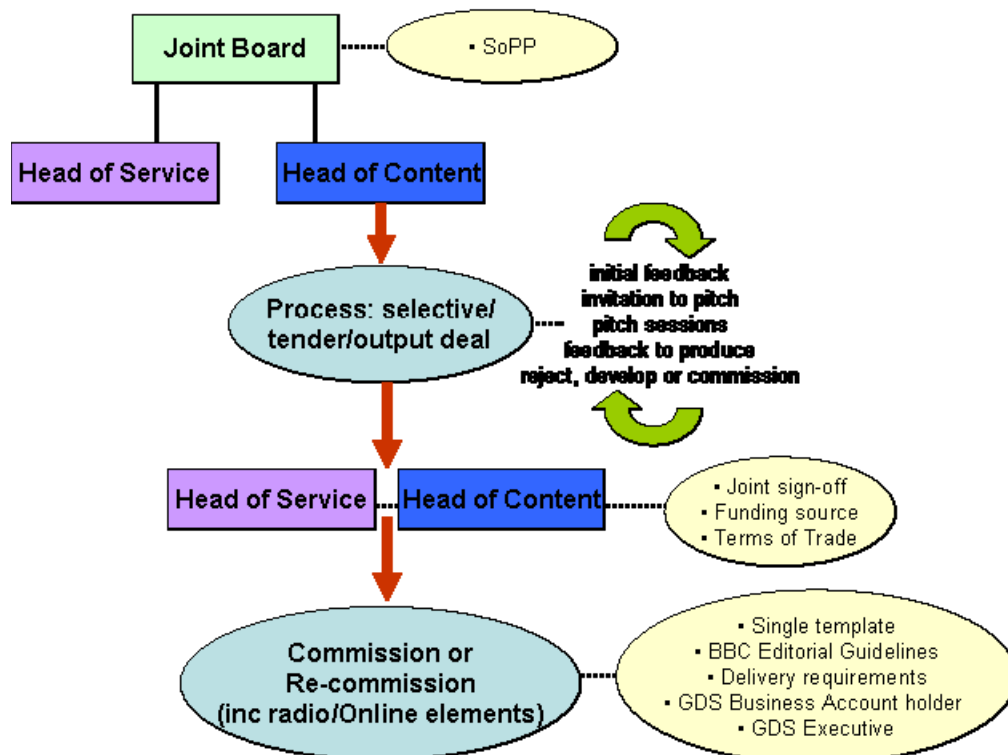 Joint Board
▪ SoPP
Head of Service
Head of Content
initial feedback
invitation to pitch
pitch sessions
feedback to produce
reject, develop or commission
Process: selective/
tender/output deal
Head of Service
Head of Content
▪ Joint sign-off
▪ Funding source
▪ Terms of Trade
Commission or
Re-commission
(inc radio/Online elements)
▪ Single template
▪ BBC Editorial Guidelines
▪ Delivery requirements
▪ GDS Business Account holder
▪ GDS Executive